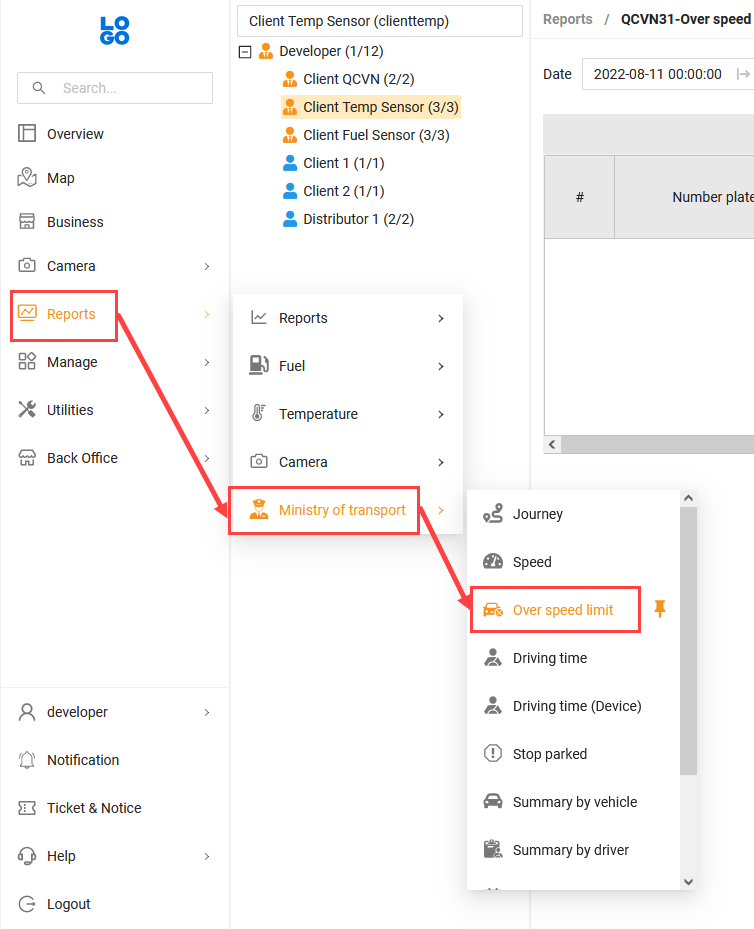 LO
GO
Search...
Overview
Map
Business
Camera
Reports
Manage
Utilities
Back Office
developer
Notification
Ticket & Notice
Help
Logout
Client Temp Sensor (clienttemp)
Developer (1/12)
Client QCVN (2/2)
Client Temp Sensor (3/3)
Client Fuel Sensor (3/3)
Client 1 (1/1)
Client 2 (1/1)
Distributor 1 (2/2)
Reports
Fuel
Temperature
Camera
Ministry of transport
Journey
Speed
Over speed limit
Driving time
Driving time (Device)
Stop parked
Summary by vehicle
Summary by driver
Reports / QCVN31-Over speed
Date 2022-08-11 00:00:00
# Number plate